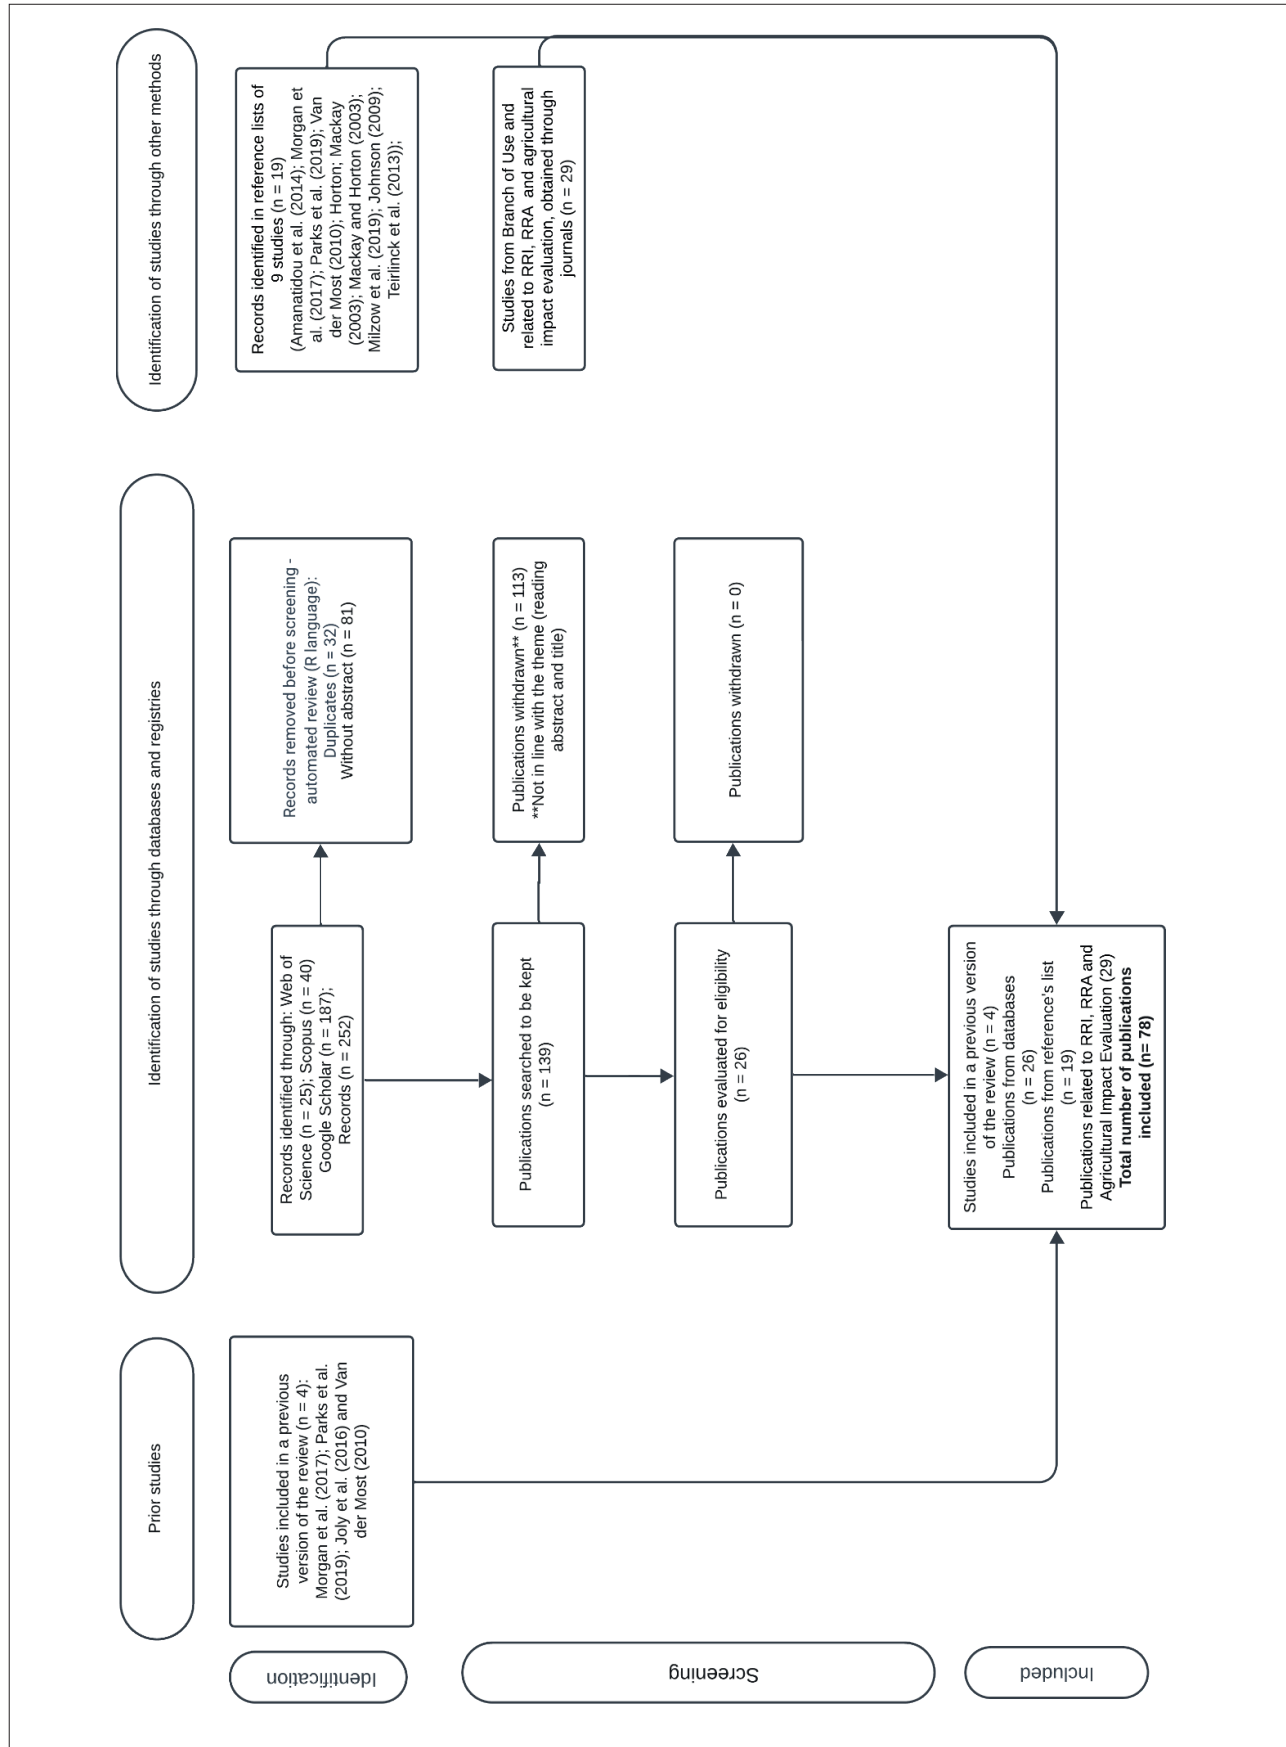 Prior studies
Identification of studies through databases and registries
Identification of studies through other methods
Identification
Studies included in a previous
version of the review (n = 4):
Morgan et al. (2017); Parks et al.
(2019); Joly et al. (2016) and Van
der Most (2010)
Records identified through: Web of
Science (n = 25); Scopus (n = 40)
Google Scholar (n = 187);
Records (n = 252)
Records removed before screening -
automated review (R language):
Duplicates (n = 32)
Without abstract (n = 81)
Records identified in reference lists of
9 studies (n = 19)
(Amanatidou et al. (2014); Morgan et
al. (2017); Parks et al. (2019); Van
der Most (2010); Horton; Mackay
(2003); Mackay and Horton (2003);
Milzow et al. (2019); Johnson (2009);
Teirlinck et al. (2013));
Screening
Publications searched to be kept
(n = 139)
Publications withdrawn** (n = 113)
**Not in line with the theme (reading
abstract and title)
Studies from Branch of Use and
related to RRI, RRA and agricultural
impact evaluation, obtained through
journals (n = 29)
Publications evaluated for eligibility
(n = 26)
Publications withdrawn (n = 0)
Included
Studies included in a previous version
of the review (n = 4)
Publications from databases
(n = 26)
Publications from reference's list
(n = 19)
Publications related to RRI, RRA and
Agricultural Impact Evaluation (29)
Total number of publications
included (n= 78)